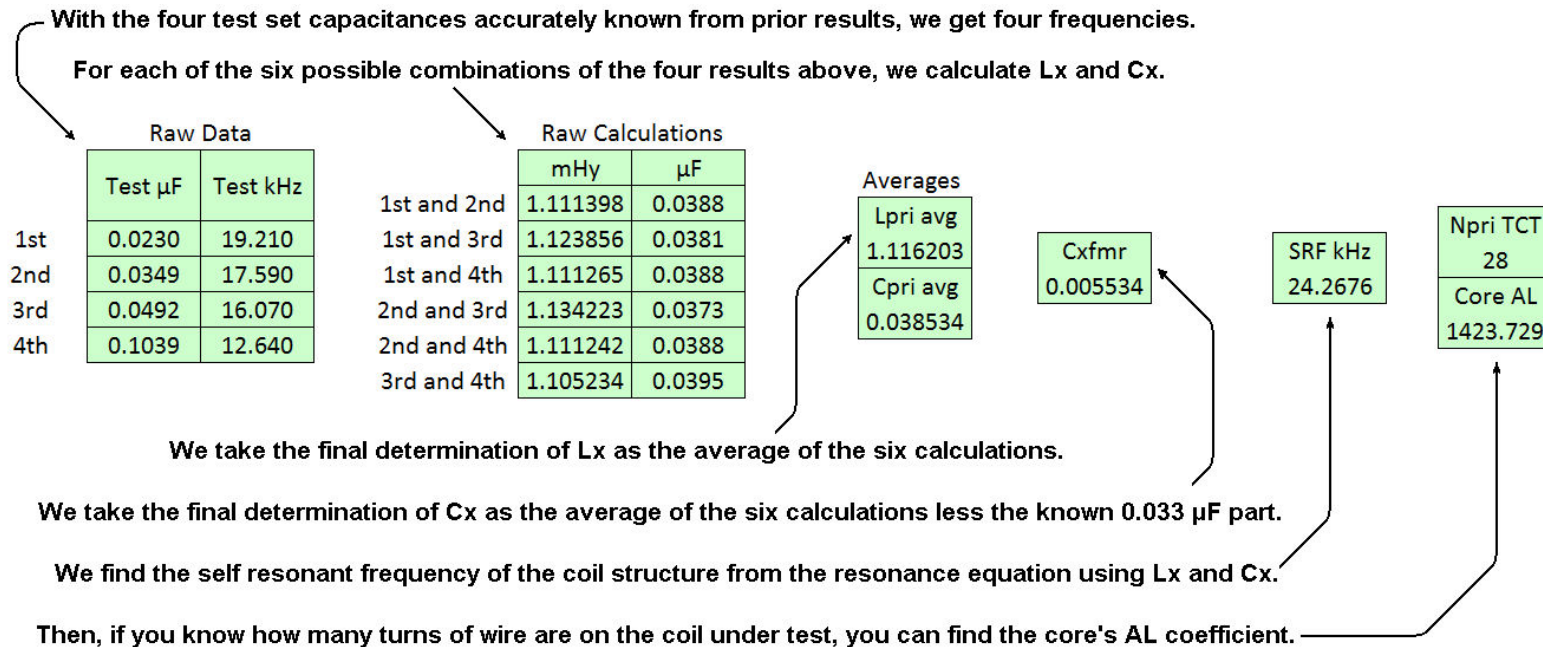 With the four test set capacitances accurately known from prior results, we get four frequencies.
For each of the six possible combinations of the four results above, we calculate Lx and Cx.
Raw Data
Test µF Test kHz
1st 0.0230 19.210
2nd 0.0349 17.590
3rd 0.0492 16.070
4th 0.1039 12.640
Raw Calculations
mHy µF
1st and 2nd 1.111398 0.0388
1st and 3rd 1.123856 0.0381
1st and 4th 1.111265 0.0388
2nd and 3rd 1.134223 0.0373
2nd and 4th 1.111242 0.0388
3rd and 4th 1.105234 0.0395
Averages
Lpri avg
1.116203
Cpri avg
0.038534
Cxfmr
0.005534
SRF kHz
24.2676
Npri TCT
28
Core AL
1423.729
We take the final determination of Lx as the average of the six calculations.
We take the final determination of Cx as the average of the six calculations less the known 0.033 µF part.
We find the self resonant frequency of the coil structure from the resonance equation using Lx and Cx.
Then, if you know how many turns of wire are on the coil under test, you can find the core's AL coefficient.